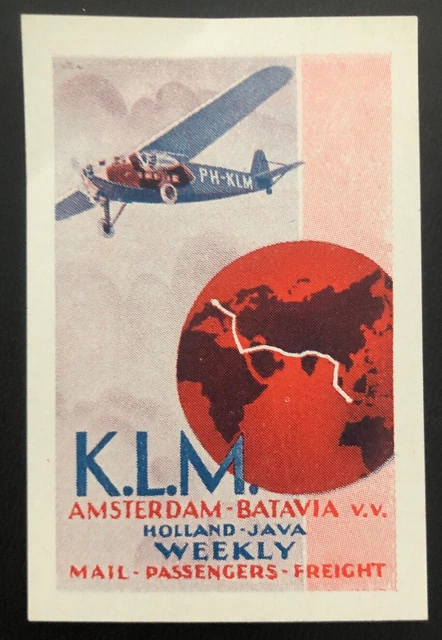 PH-KLM
K.L.M.
AMSTERDAM-BATAVIA v.v.
HOLLAND-JAVA
WEEKLY
MAIL-PASSENGERS-FREIGHT